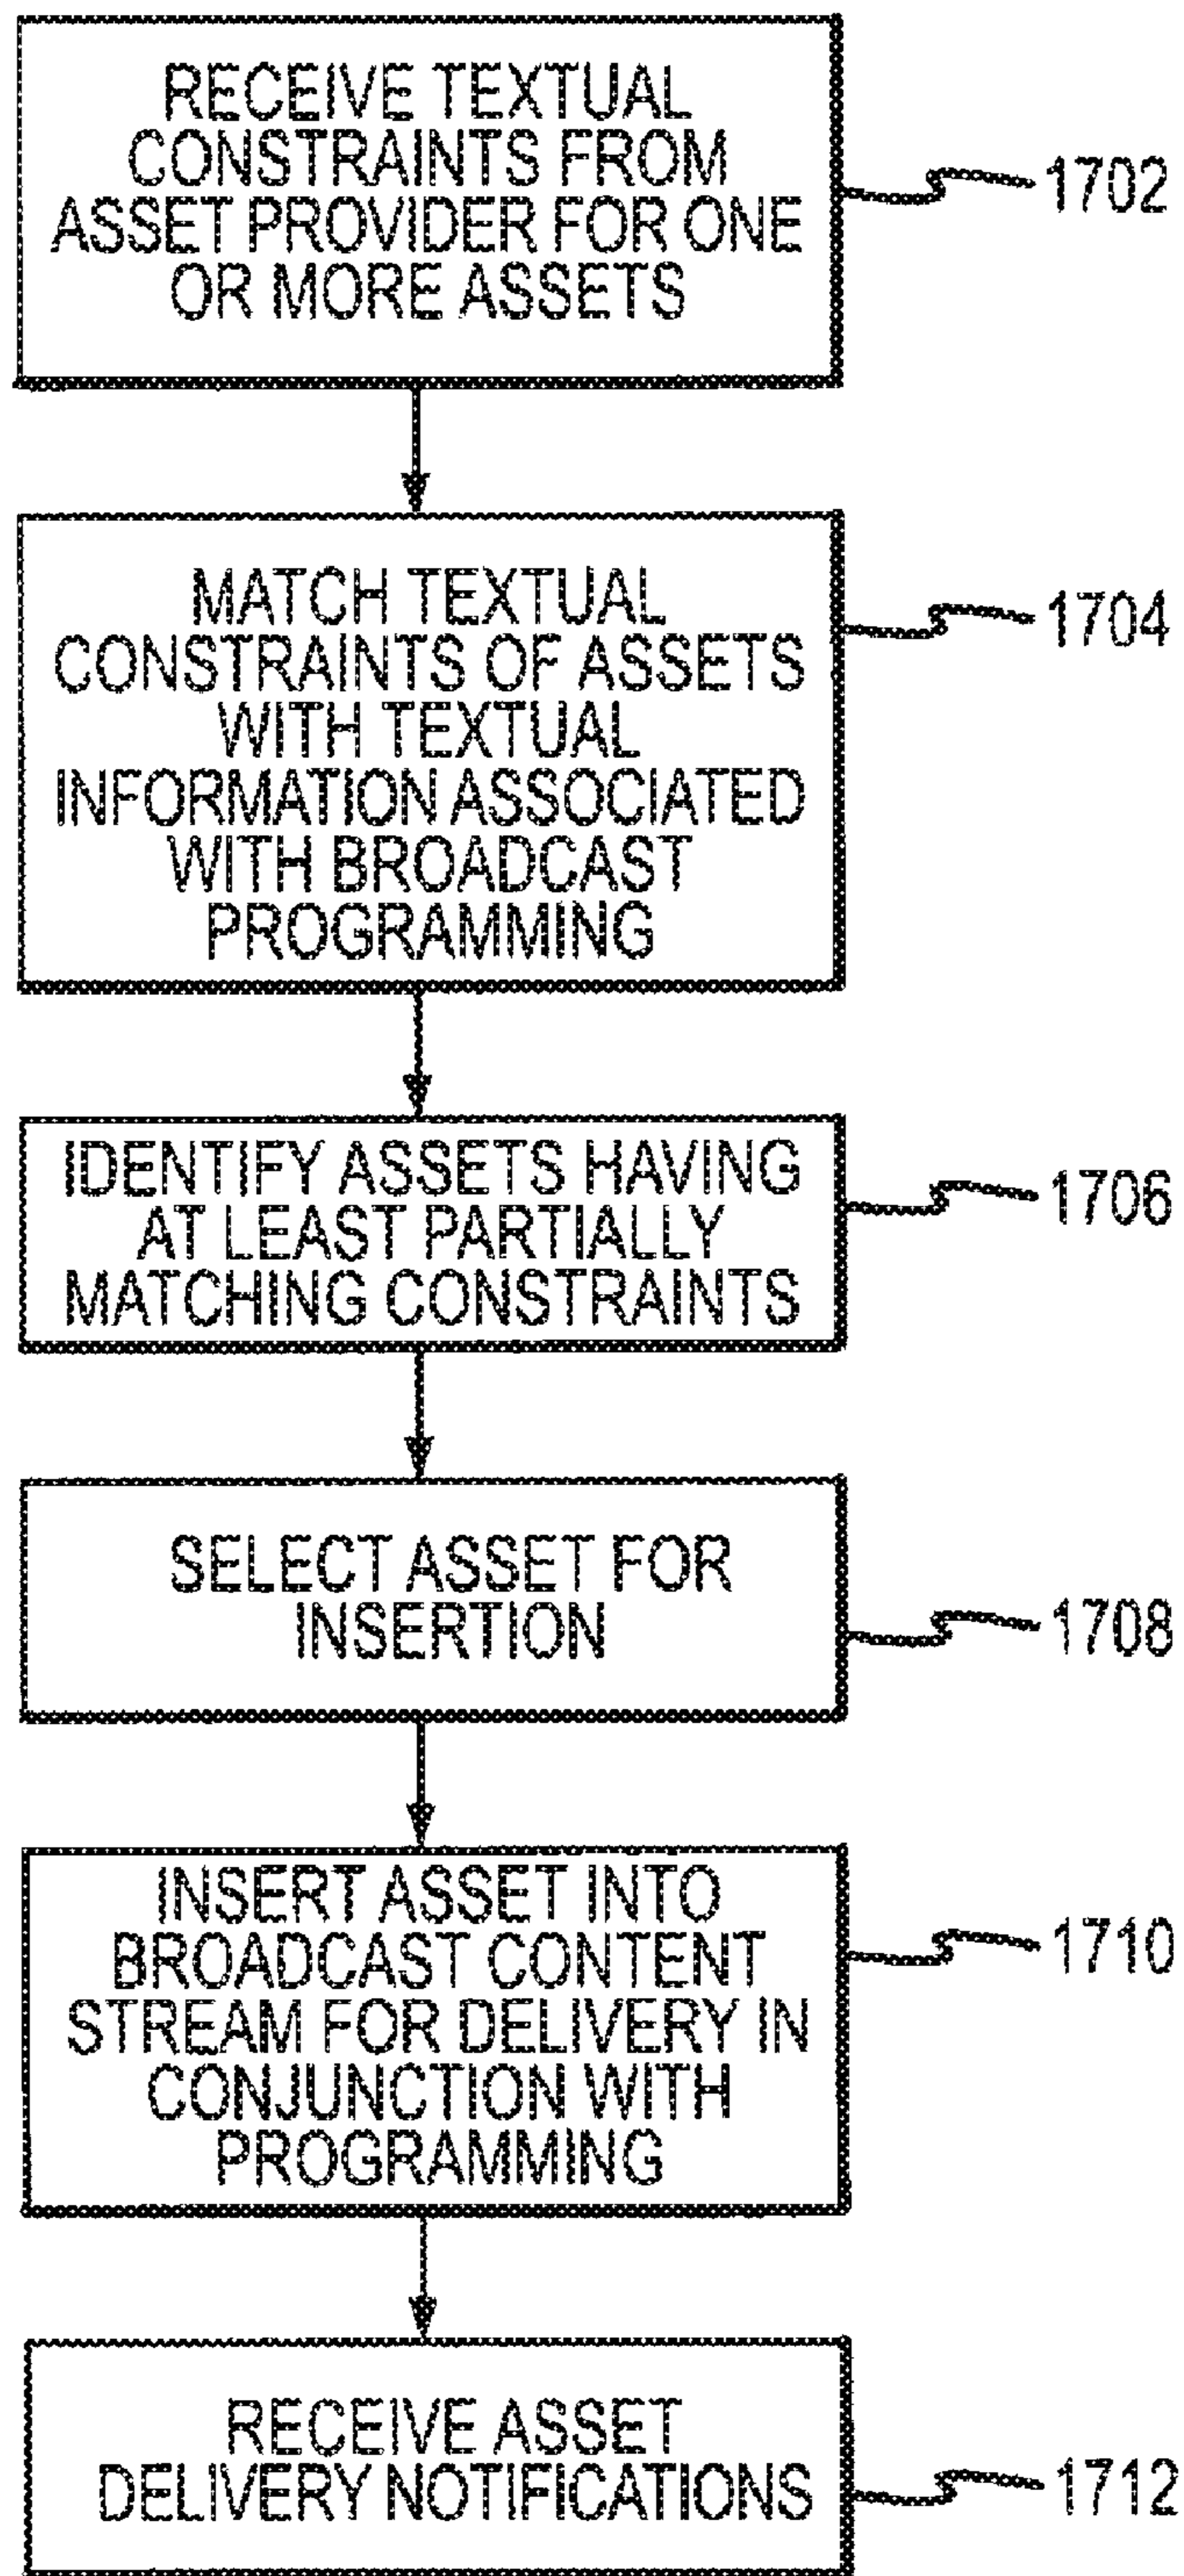 RECEIVE TEXTUAL
CONSTRAINTS FROM
ASSET PROVIDER FOR ONE
OR MORE ASSETS
1702
MATCH TEXTUAL
CONSTRAINTS OF ASSETS
WITH TEXTUAL
INFORMATION ASSOCIATED
WITH BROADCAST
PROGRAMMING
1704
IDENTIFY ASSETS HAVING
AT LEAST PARTIALLY
MATCHING CONSTRAINTS
1706
SELECT ASSET FOR
INSERTION
1708
INSERT ASSET INTO
BROADCAST CONTENT
STREAM FOR DELIVERY IN
CONJUNCTION WITH
PROGRAMMING
1710
RECEIVE ASSET
DELIVERY NOTIFICATIONS
1712